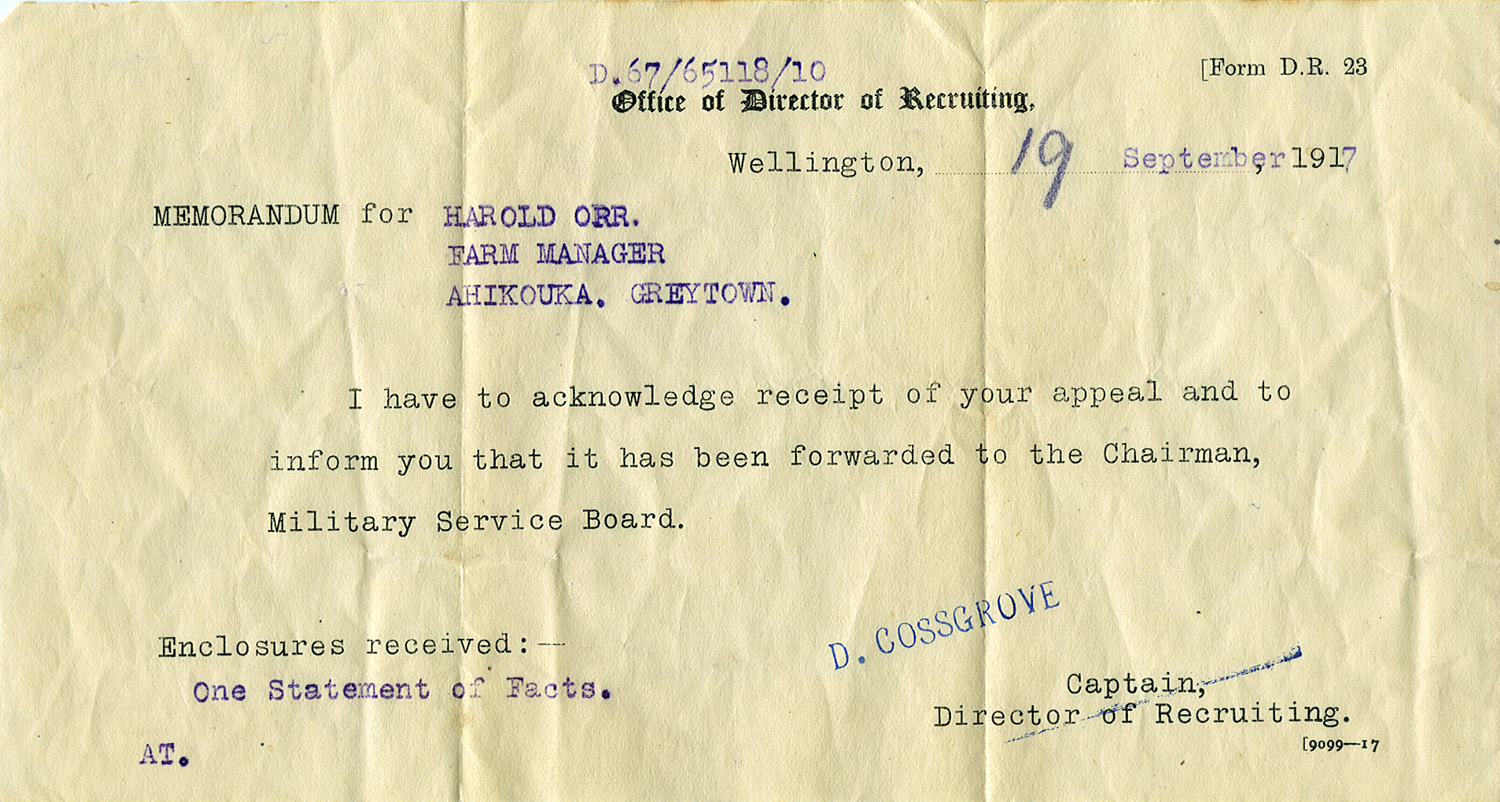 D.67/65118/10
[Form D.R. 23
Office of Director of Recruiting,
Wellington, 19 September, 1917
MEMORANDUM for HAROLD ORR.
FARM MANAGER
AHIKOUKA. GREYTOWN.
I have to acknowledge receipt of your appeal and to
inform you that it has been forwarded to the Chairman,
Military Service Board.
D. COSSGROVE
Enclosures received:—
One Statement of Facts.
Captain,
Director of Recruiting.
[9099—17
AT.